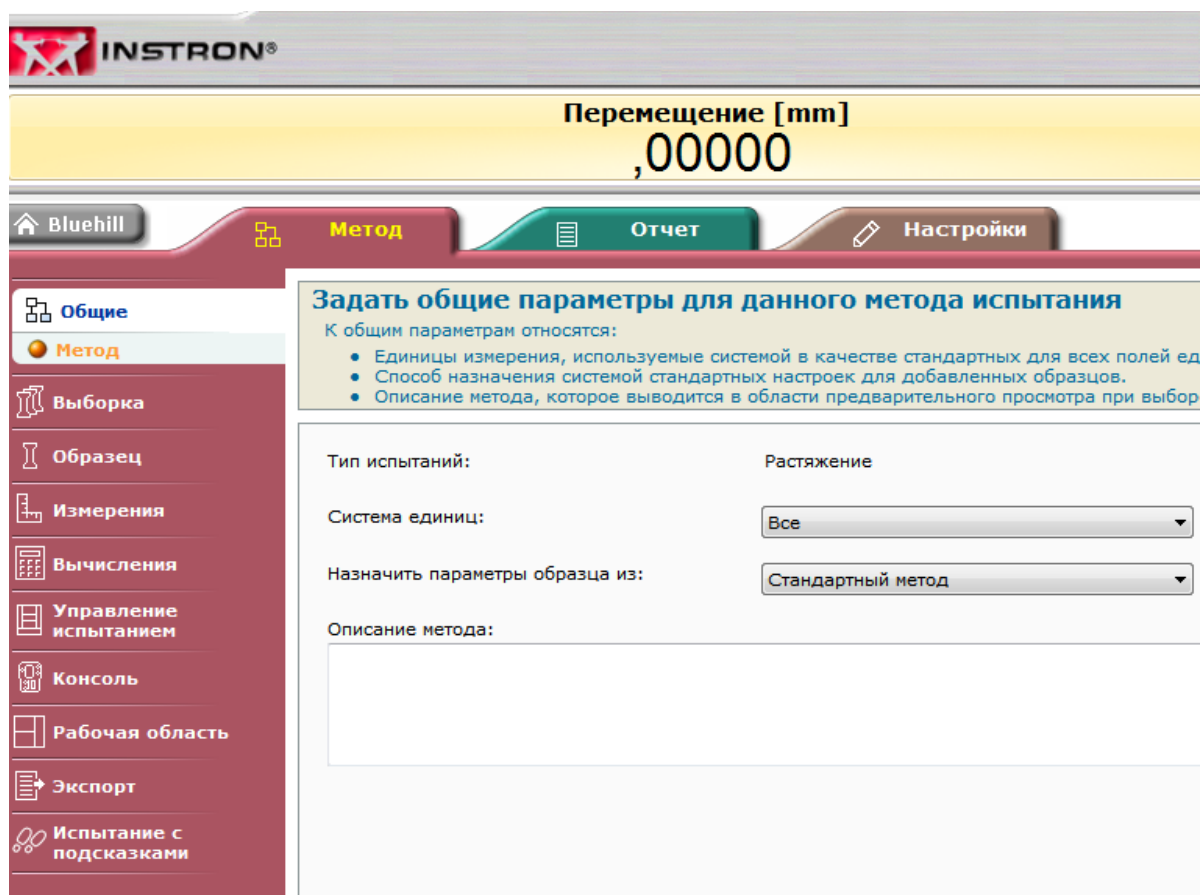 INSTRON®
Перемещение [mm]
,00000
Bluehill
Метод
Отчет
Настройки
Общие
Метод
Выборка
Образец
Измерения
Вычисления
Управление
испытанием
Консоль
Рабочая область
Экспорт
Испытание с
подсказками
Задать общие параметры для данного метода испытания
К общим параметрам относятся:
• Единицы измерения, используемые системой в качестве стандартных для всех полей ед
• Способ назначения системой стандартных настроек для добавленных образцов.
• Описание метода, которое выводится в области предварительного просмотра при выбор
Тип испытаний: Растяжение
Система единиц: Все
Назначить параметры образца из: Стандартный метод
Описание метода: